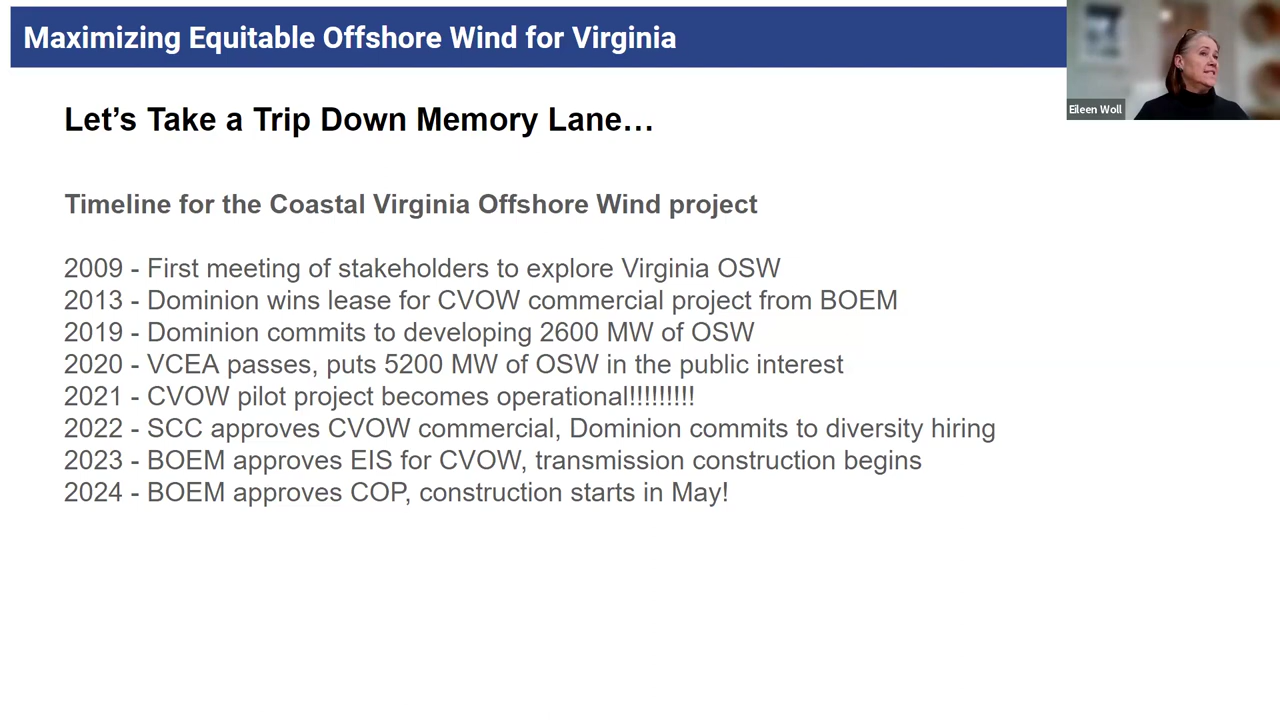 Maximizing Equitable Offshore Wind for Virginia
Eileen Woll
Let’s Take a Trip Down Memory Lane…
Timeline for the Coastal Virginia Offshore Wind project
2009 - First meeting of stakeholders to explore Virginia OSW
2013 - Dominion wins lease for CVOW commercial project from BOEM
2019 - Dominion commits to developing 2600 MW of OSW
2020 - VCEA passes, puts 5200 MW of OSW in the public interest
2021 - CVOW pilot project becomes operational!!!!!!!!!
2022 - SCC approves CVOW commercial, Dominion commits to diversity hiring
2023 - BOEM approves EIS for CVOW, transmission construction begins
2024 - BOEM approves COP, construction starts in May!